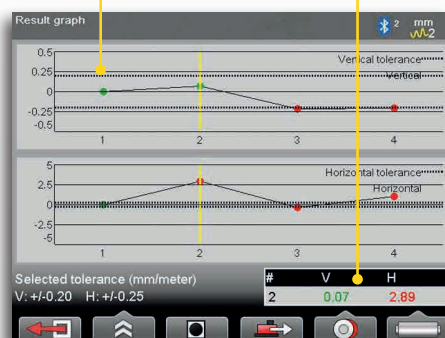 Result graph
2
mm
2
0.5
0.25
0
-0.25
-0.5
Vertical tolerance
Vertical
1 2 3 4
5
2.5
0
-2.5
-5
Horizontal tolerance
Horizontal
1 2 3 4
Selected tolerance (mm/meter)
V: +/-0.20 H: +/-0.25
# V H
2 0.07 2.89